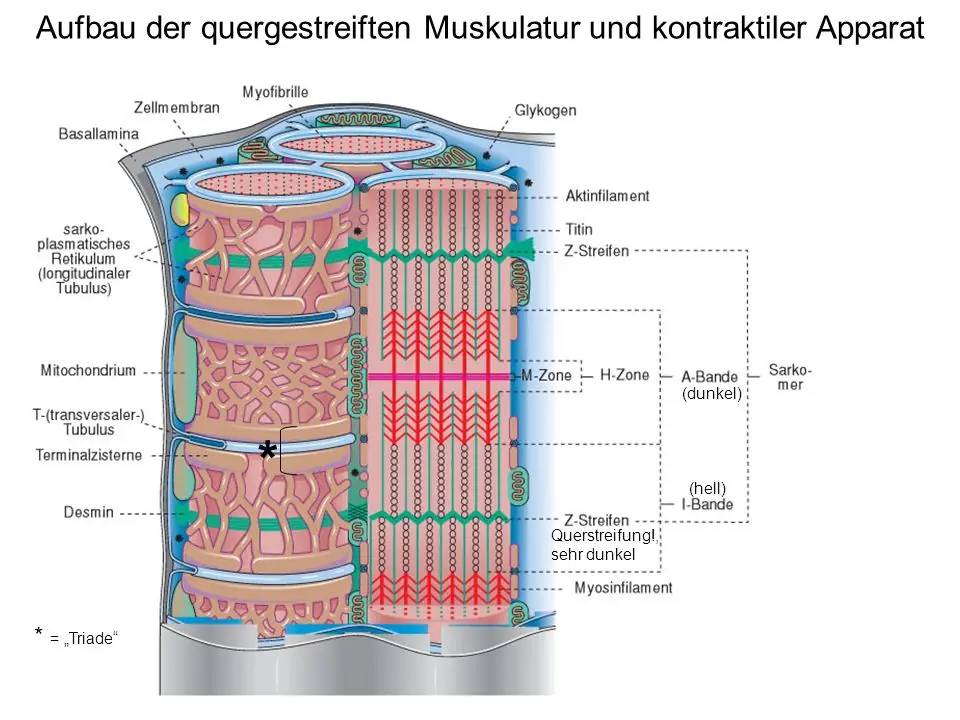 Aufbau der quergestreiften Muskulatur und kontraktiler Apparat
Myofibrille
Zellmembran
Glykogen
Basallamina
Aktinfilament
sarko-
plasmatisches
Retikulum
(longitudinaler
Tubulus)
Titin
Z-Streifen
Mitochondrium
M-Zone
H-Zone
A-Bande
(dunkel)
Sarko-
mer
T-(transversaler-)
Tubulus
*
Terminalzisterne
(hell)
I-Bande
Desmin
Z-Streifen
Querstreifung!,
sehr dunkel
Myosinfilament
* = „Triade“